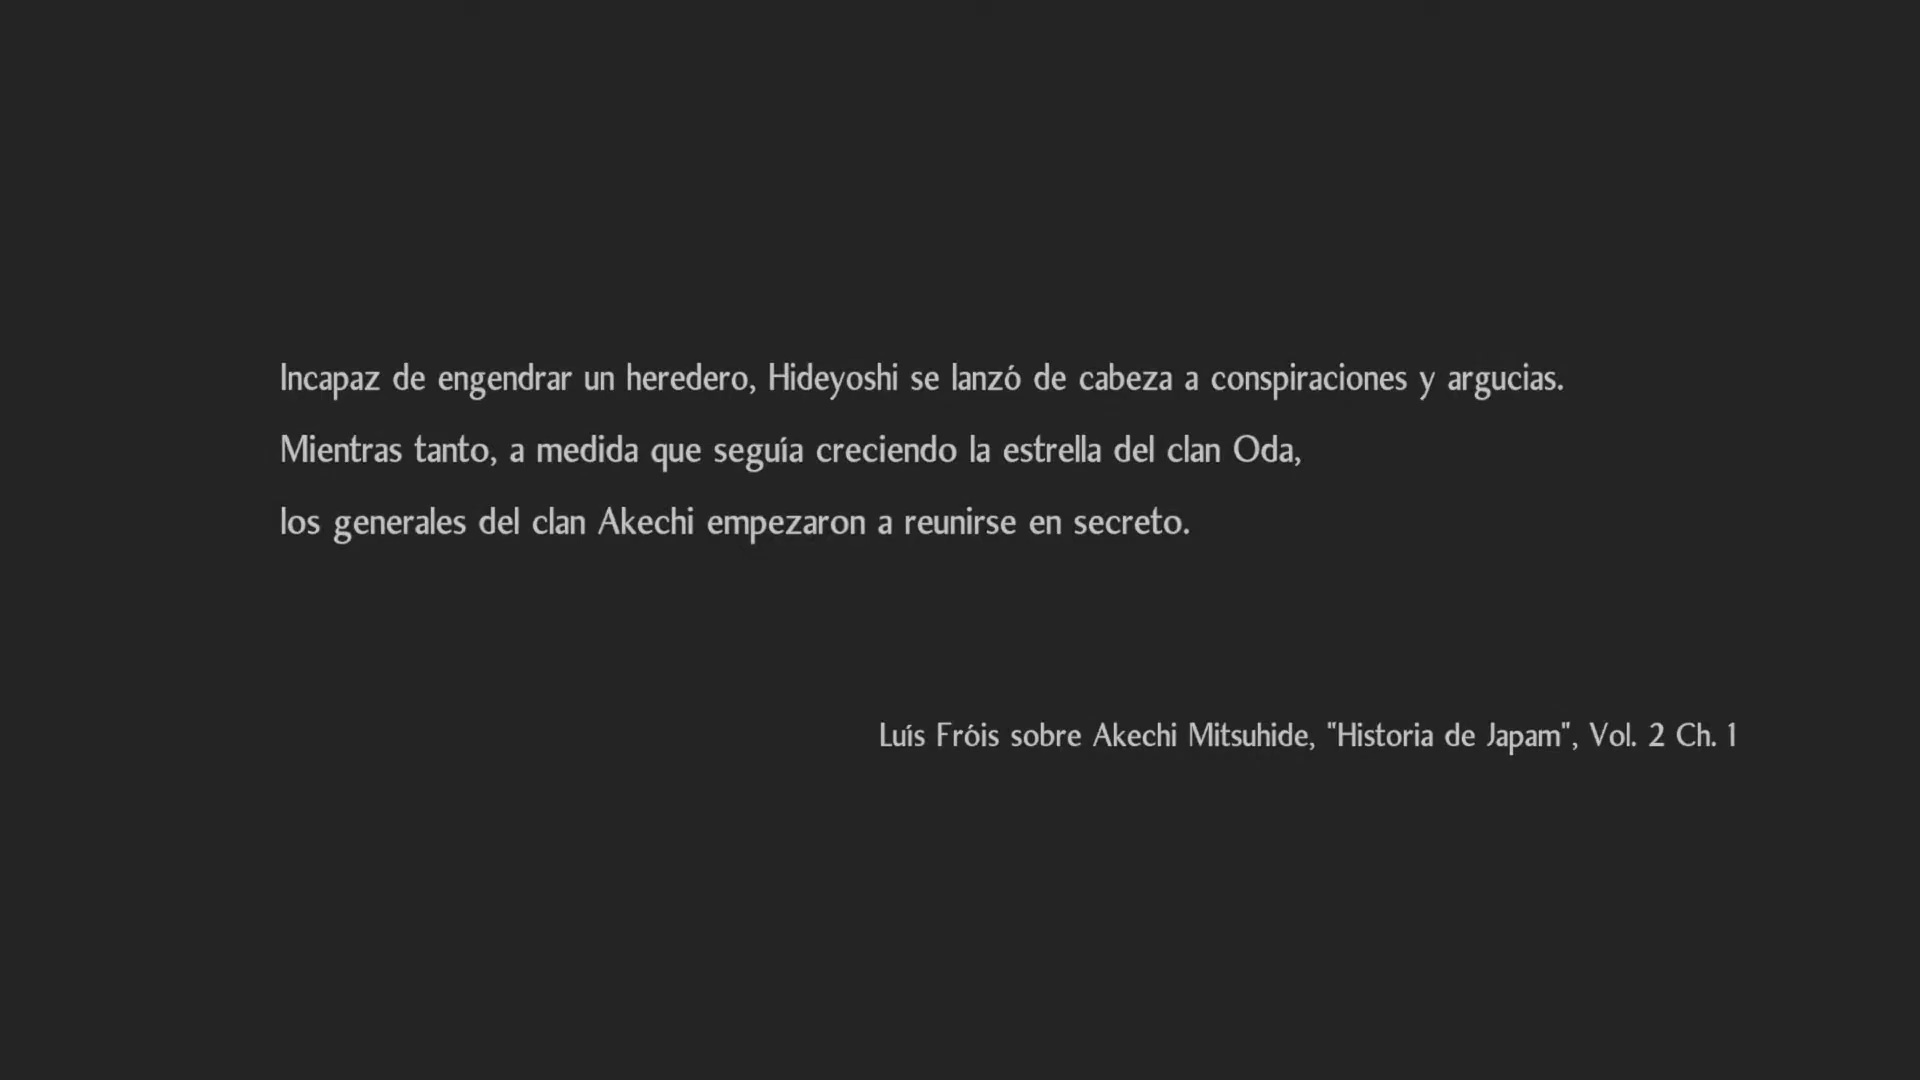 Incapaz de engendrar un heredero, Hideyoshi se lanzó de cabeza a conspiraciones y argucias.
Mientras tanto, a medida que seguía creciendo la estrella del clan Oda,
los generales del clan Akechi empezaron a reunirse en secreto.
Luís Fróis sobre Akechi Mitsuhide, "Historia de Japam", Vol. 2 Ch. 1